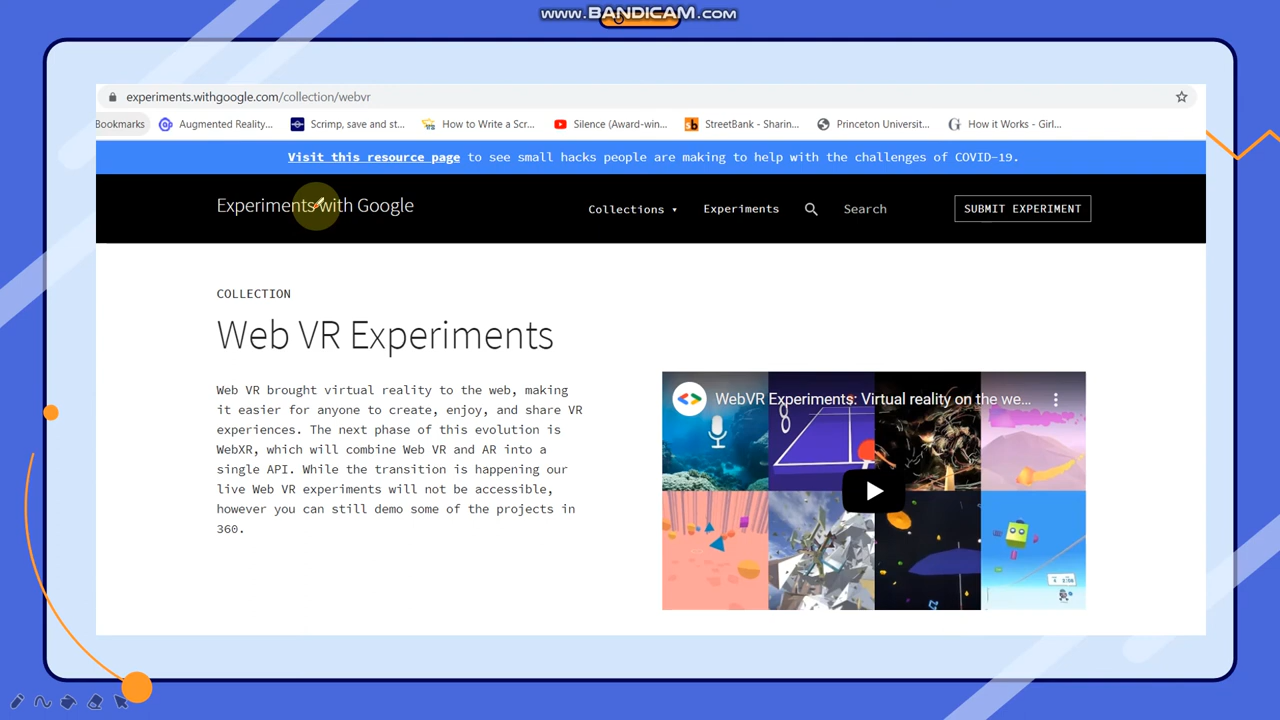 www.BANDICAM.com
experiments.withgoogle.com/collection/webvr
Bookmarks Augmented Reality... Scrimp, save and st... How to Write a Scr... Silence (Award-win... StreetBank - Sharin... Princeton Universit... How it Works - Girl...
Visit this resource page to see small hacks people are making to help with the challenges of COVID-19.
Experiments with Google Collections ▾ Experiments Search SUBMIT EXPERIMENT
COLLECTION
Web VR Experiments
Web VR brought virtual reality to the web, making
it easier for anyone to create, enjoy, and share VR
experiences. The next phase of this evolution is
WebXR, which will combine Web VR and AR into a
single API. While the transition is happening our
live Web VR experiments will not be accessible,
however you can still demo some of the projects in
360.
WebVR Experiments: Virtual reality on the we...